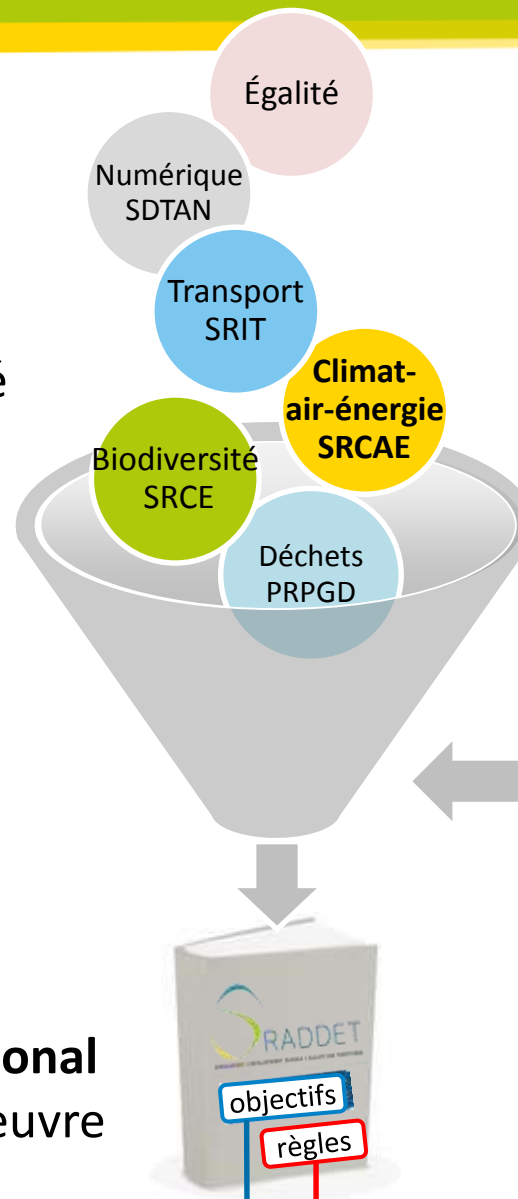 Égalité
Numérique
SDTAN
Transport
SRIT
é
Climat-
air-énergie
SRCAE
Biodiversité
SRCE
Déchets
PRPGD
onal
euvre
SRADDET
objectifs
règles